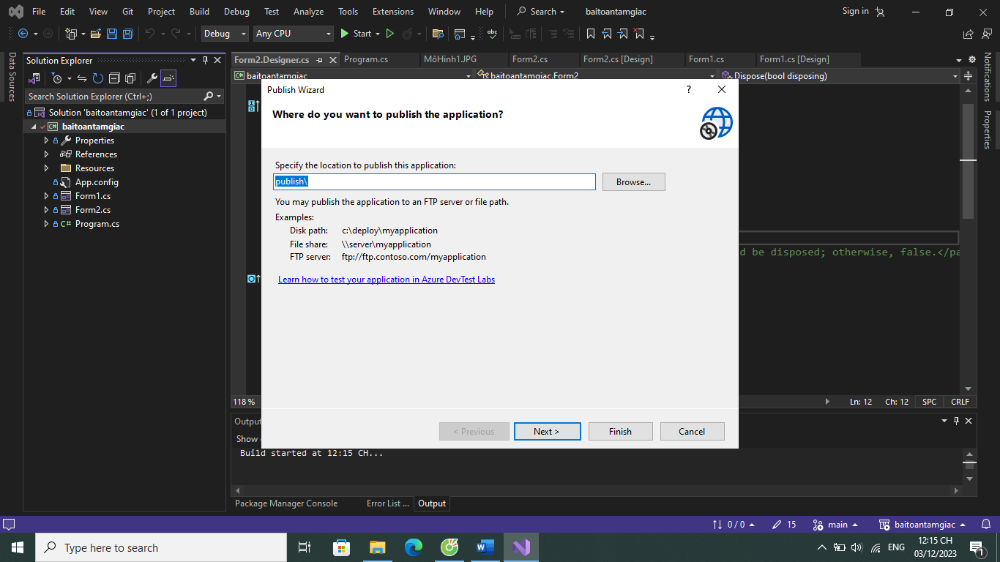 File Edit View Git Project Build Debug Test Analyze Tools Extensions Window Help Search baitoantamgiac Sign in
Debug Any CPU Start
Data Sources
Solution Explorer
Search Solution Explorer (Ctrl+;)
Solution 'baitoantamgiac' (1 of 1 project)
baitoantamgiac
Properties
References
Resources
App.config
Form1.cs
Form2.cs
Program.cs
Form2.Designer.cs Program.cs MôHinh1.JPG Form2.cs Form2.cs [Design] Form1.cs Form1.cs [Design]
baitoantamgiac baitoantamgiac.Form2 Dispose(bool disposing)
Notifications
Properties
Publish Wizard
Where do you want to publish the application?
Specify the location to publish this application:
publish\
Browse...
You may publish the application to an FTP server or file path.
Examples:
Disk path: c:\deploy\myapplication
File share: \\server\myapplication
FTP server: ftp://ftp.contoso.com/myapplication
Learn how to test your application in Azure DevTest Labs
< Previous Next > Finish Cancel
d be disposed; otherwise, false.</pa
118 % Ln: 12 Ch: 12 SPC CRLF
Output
Show
Build started at 12:15 CH...
Package Manager Console Error List ... Output
0 / 0 15 main baitoantamgiac
Type here to search
ENG 12:15 CH
03/12/2023
1